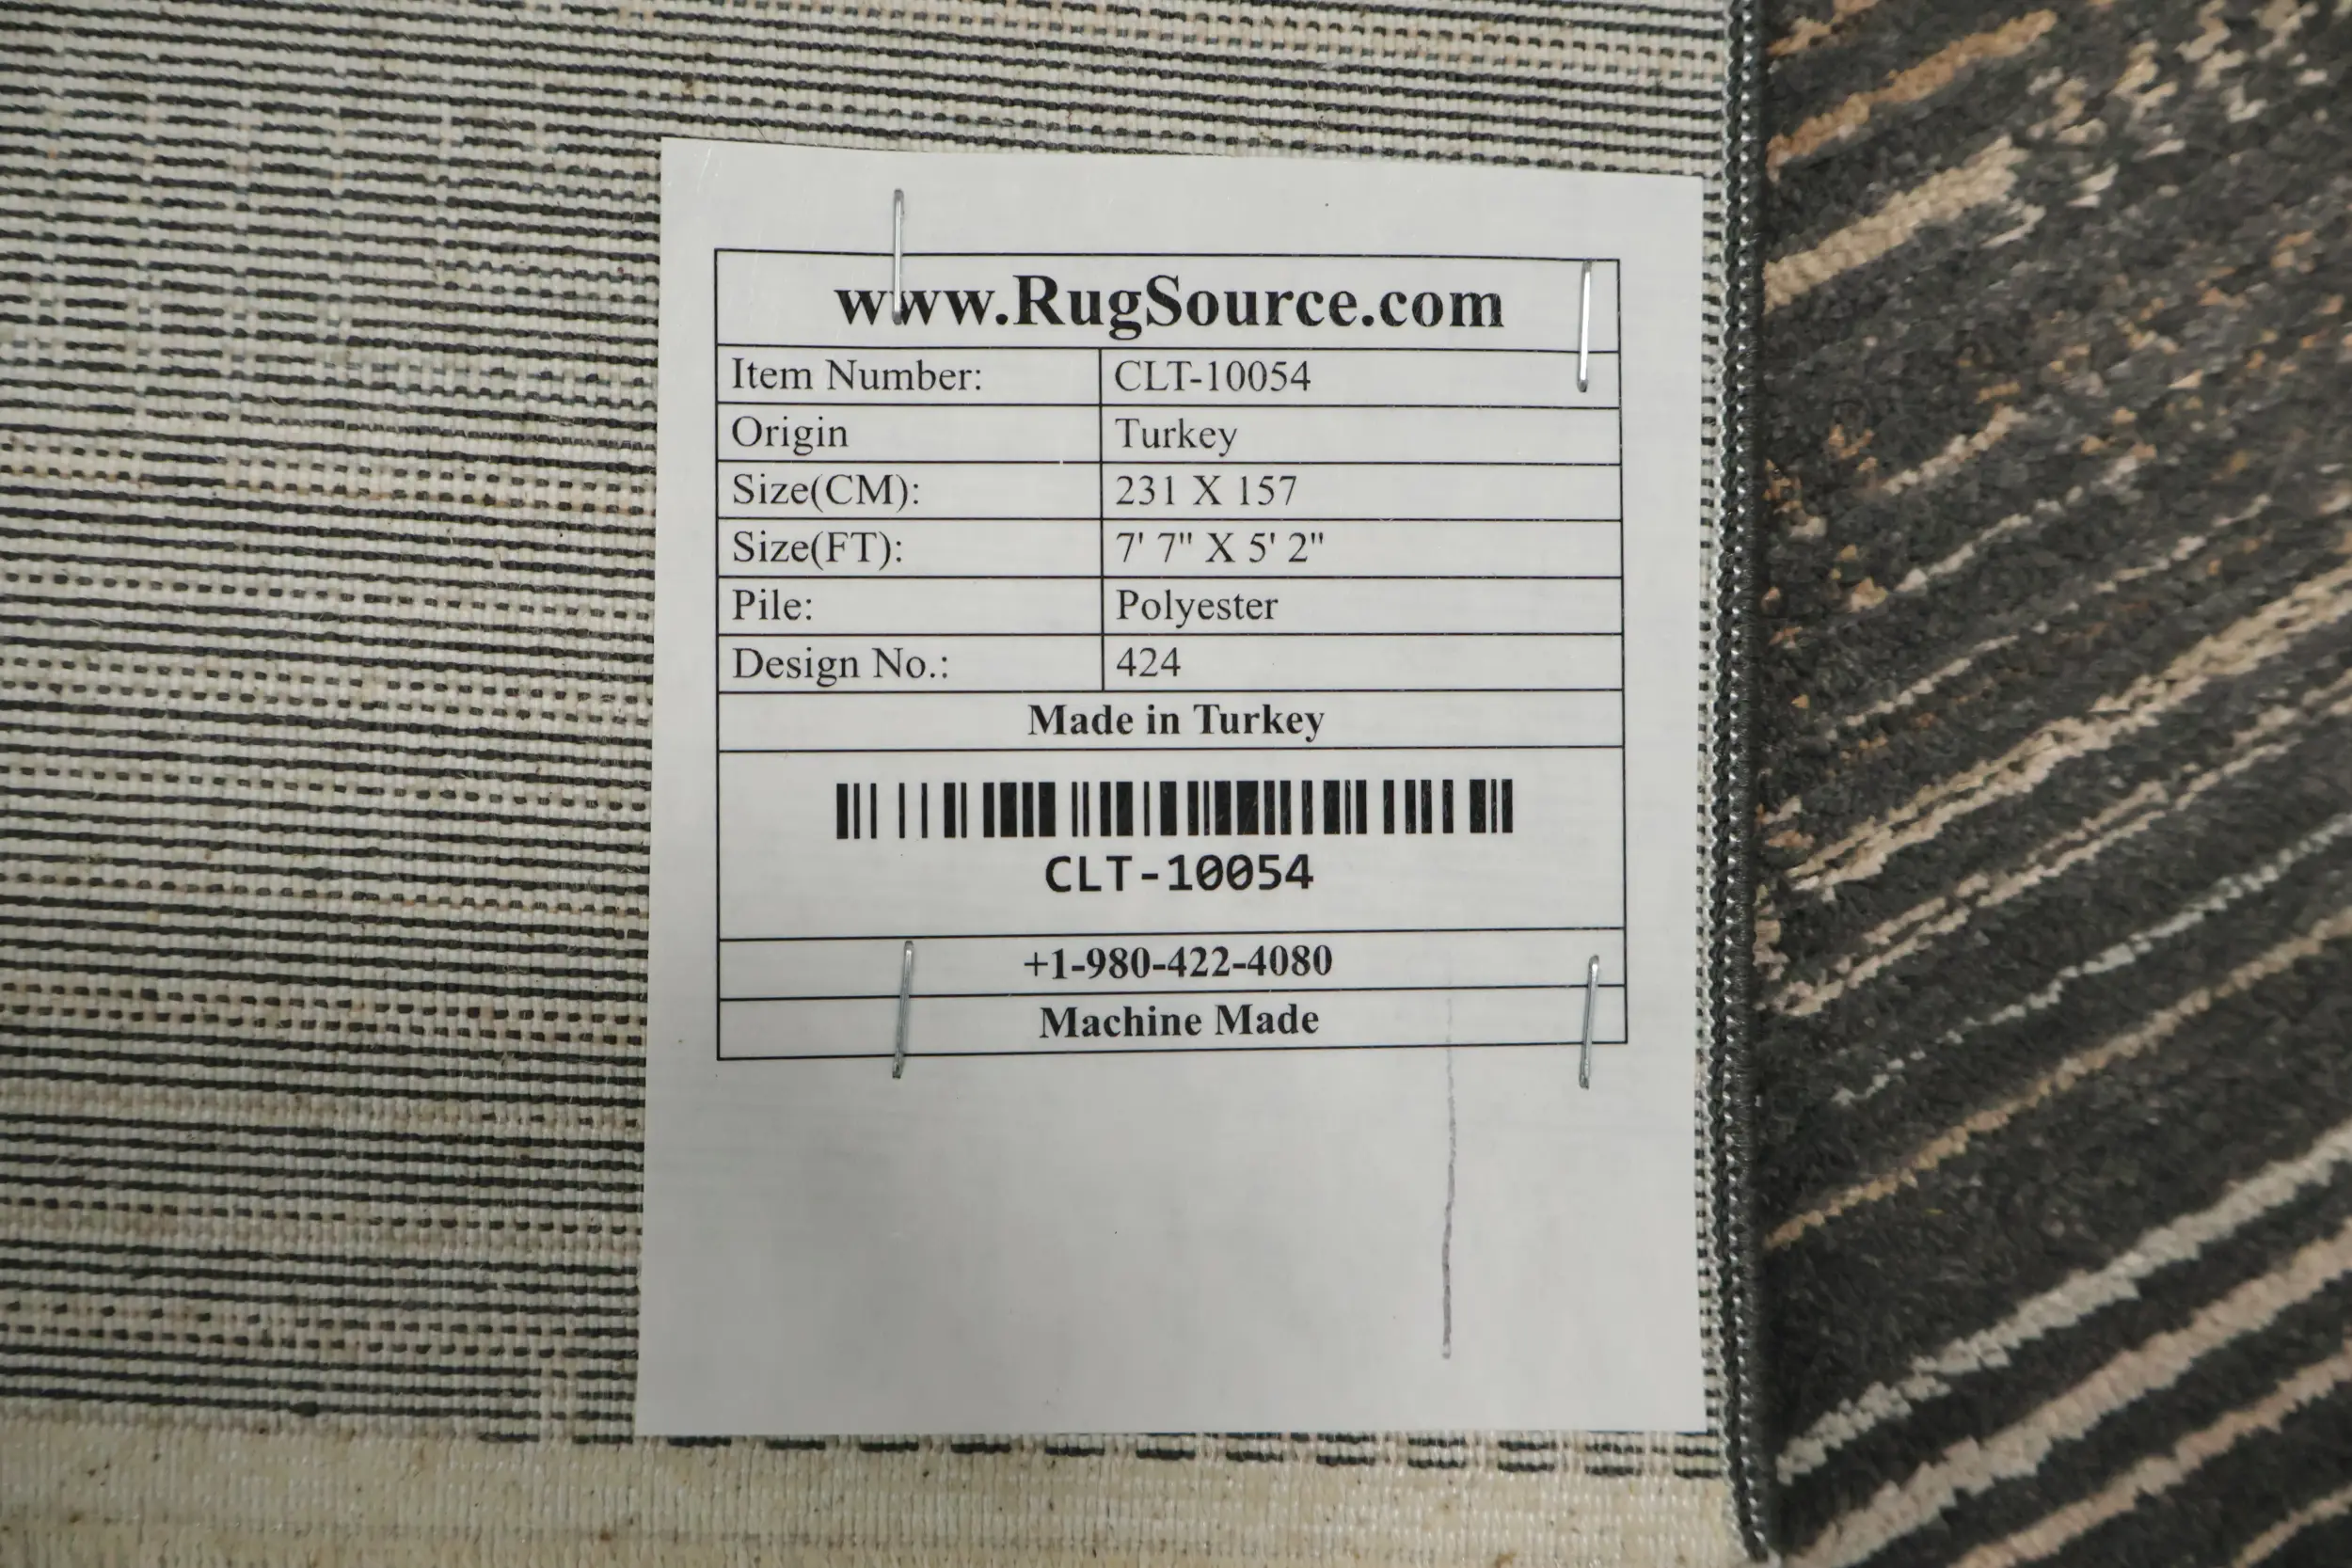 www.RugSource.com
Item Number: CLT-10054
Origin Turkey
Size(CM): 231 X 157
Size(FT): 7' 7" X 5' 2"
Pile: Polyester
Design No.: 424
Made in Turkey
CLT-10054
+1-980-422-4080
Machine Made